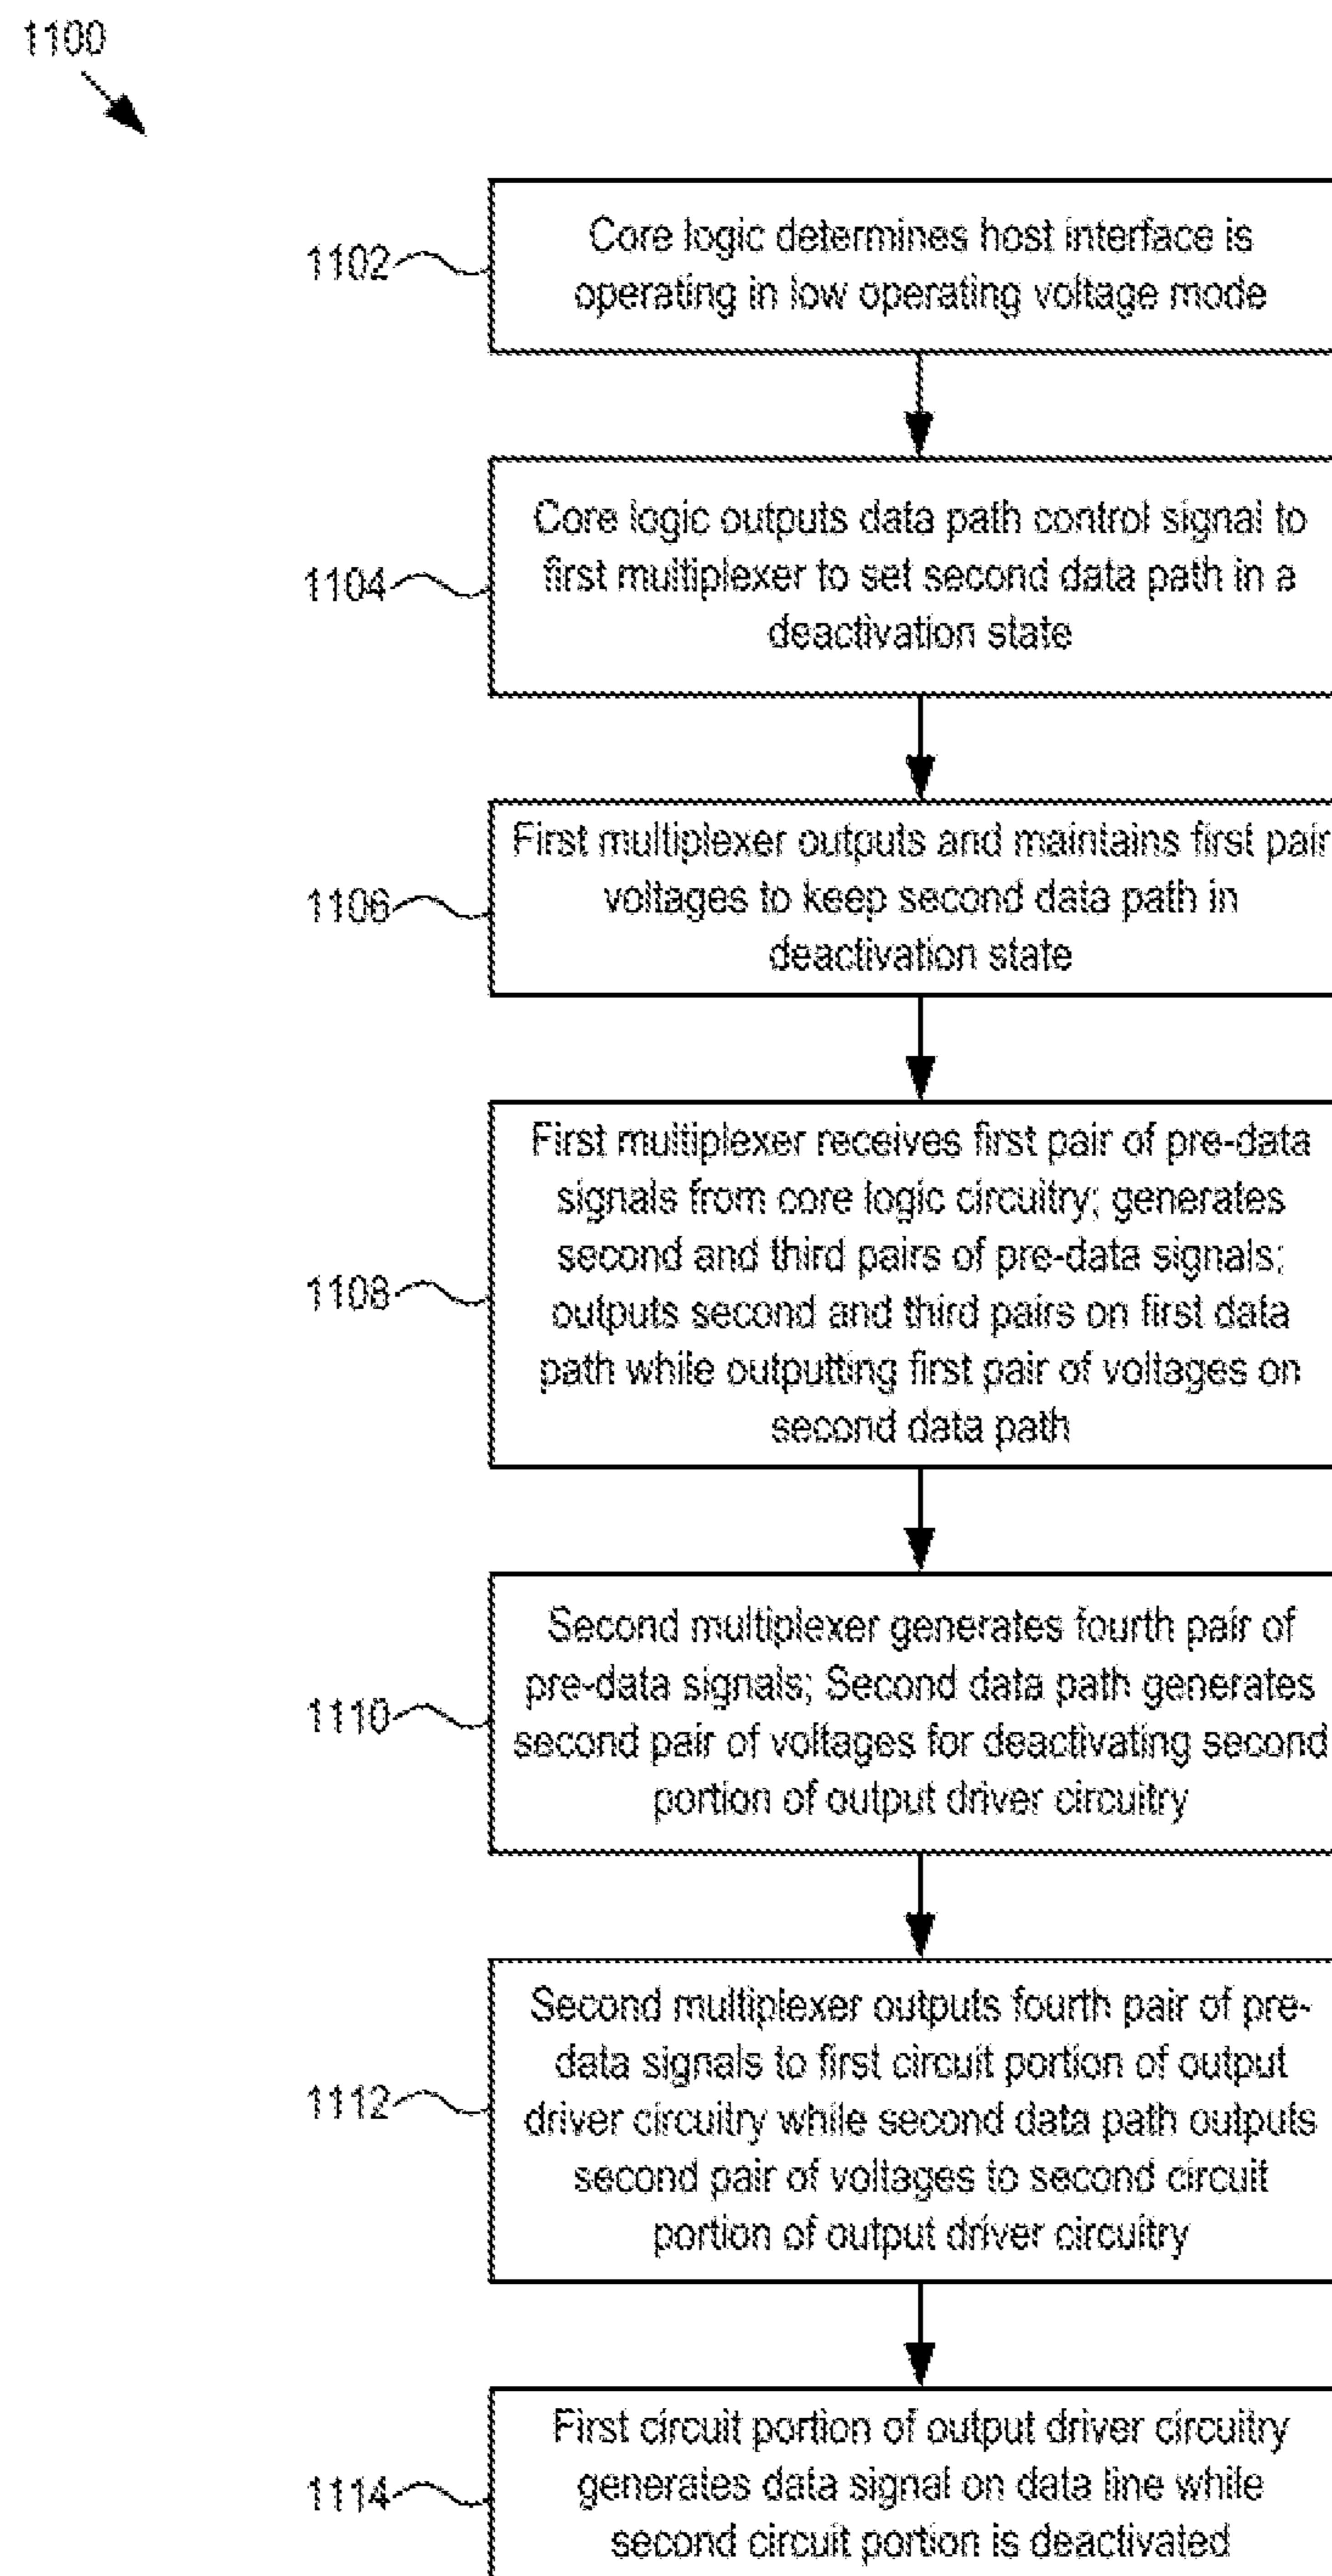 1100
1102
Core logic determines host interface is
operating in low operating voltage mode
1104
Core logic outputs data path control signal to
first multiplexer to set second data path in a
deactivation state
1106
First multiplexer outputs and maintains first pair
voltages to keep second data path in
deactivation state
1108
First multiplexer receives first pair of pre-data
signals from core logic circuitry; generates
second and third pairs of pre-data signals;
outputs second and third pairs on first data
path while outputting first pair of voltages on
second data path
1110
Second multiplexer generates fourth pair of
pre-data signals; Second data path generates
second pair of voltages for deactivating second
portion of output driver circuitry
1112
Second multiplexer outputs fourth pair of pre-
data signals to first circuit portion of output
driver circuitry while second data path outputs
second pair of voltages to second circuit
portion of output driver circuitry
1114
First circuit portion of output driver circuitry
generates data signal on data line while
second circuit portion is deactivated